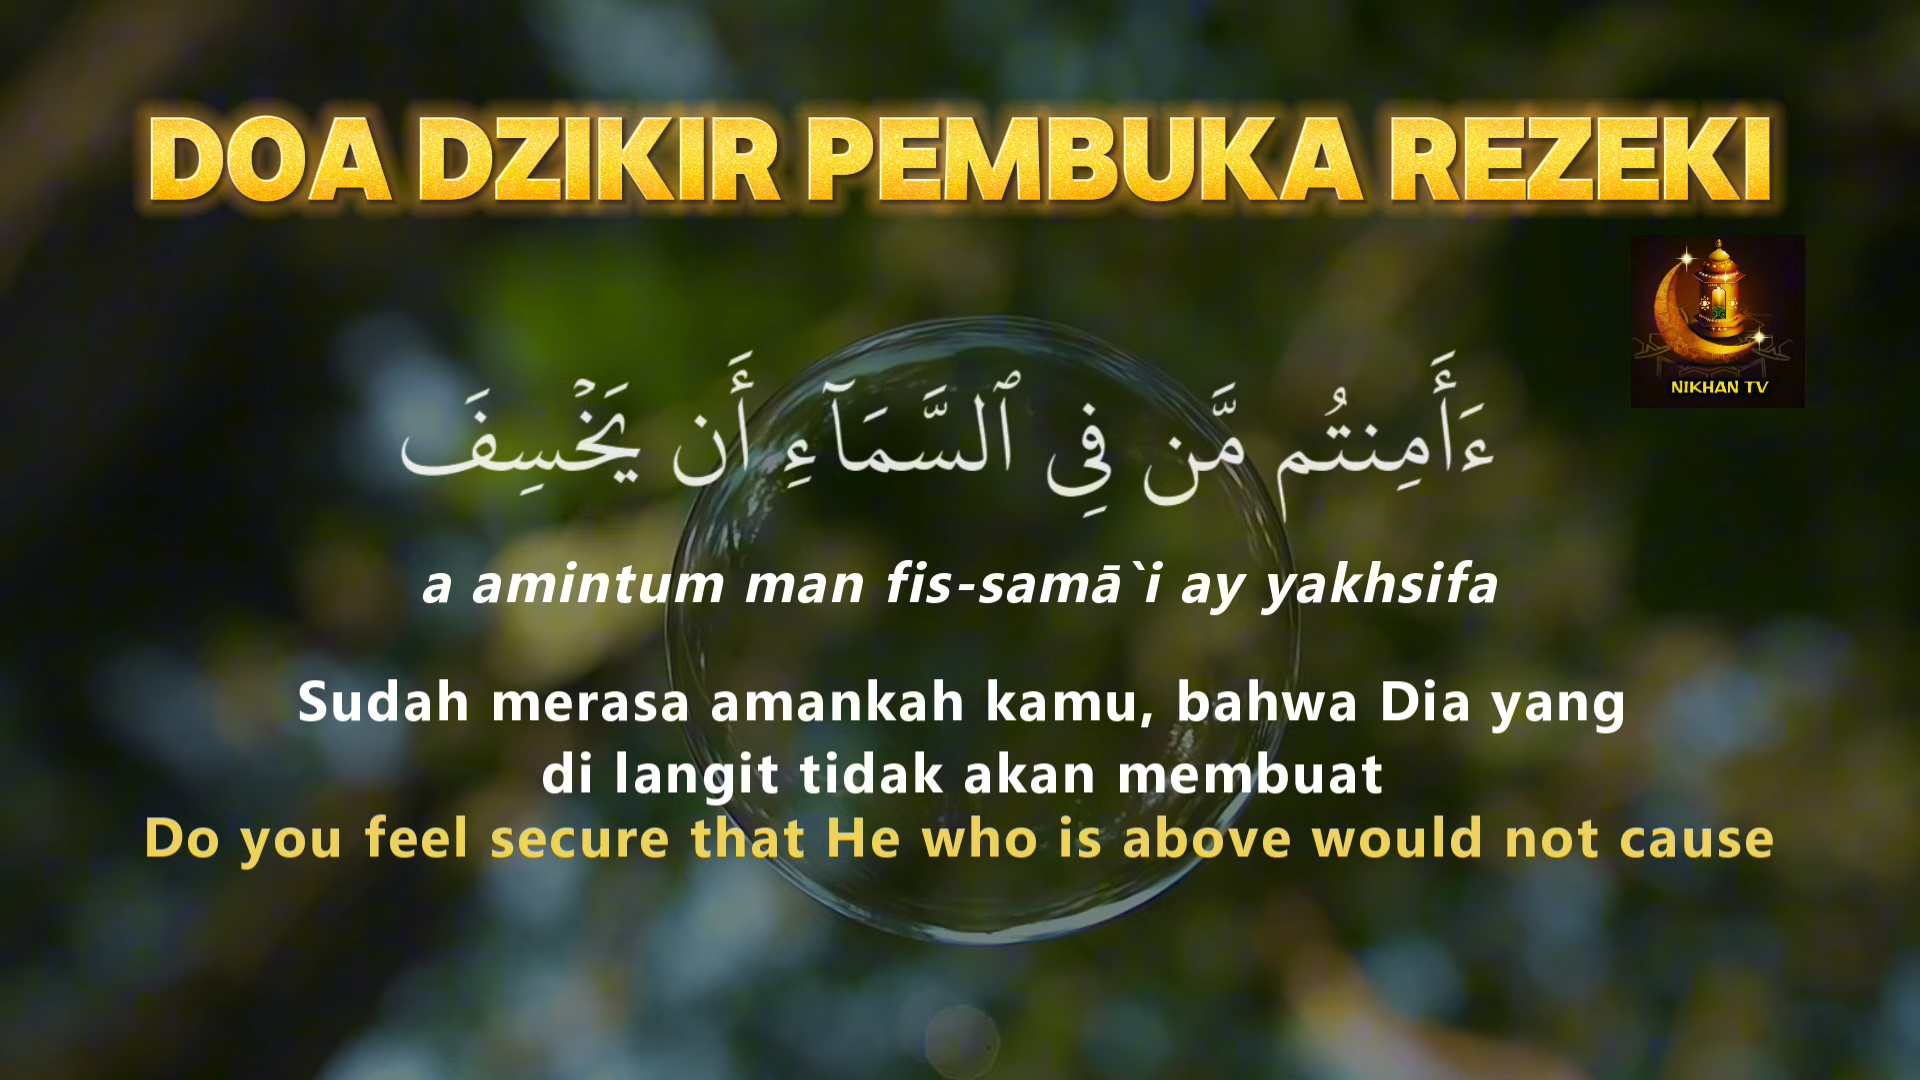 DOA DZIKIR PEMBUKA REZEKI
NIKHAN TV
ءَأَمِنتُم مَّن فِى ٱلسَّمَآءِ أَن يَخْسِفَ
a amintum man fis-samā`i ay yakhsifa
Sudah merasa amankah kamu, bahwa Dia yang
di langit tidak akan membuat
Do you feel secure that He who is above would not cause